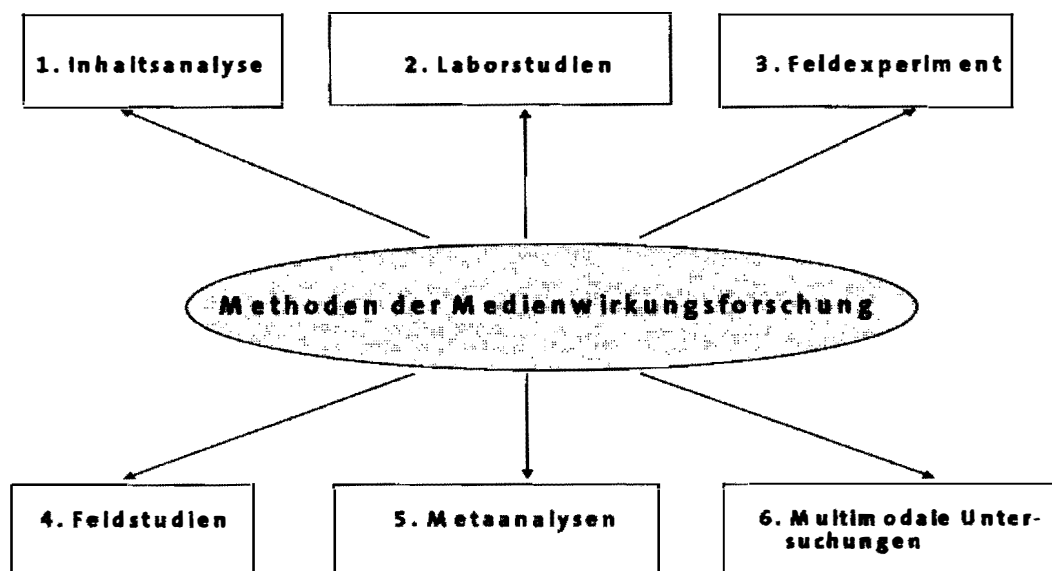 1. Inhaltsanalyse
2. Laborstudien
3. Feldexperiment
Methoden der Medienwirkungsforschung
4. Feldstudien
5. Metaanalysen
6. Multimodale Unter-
suchungen